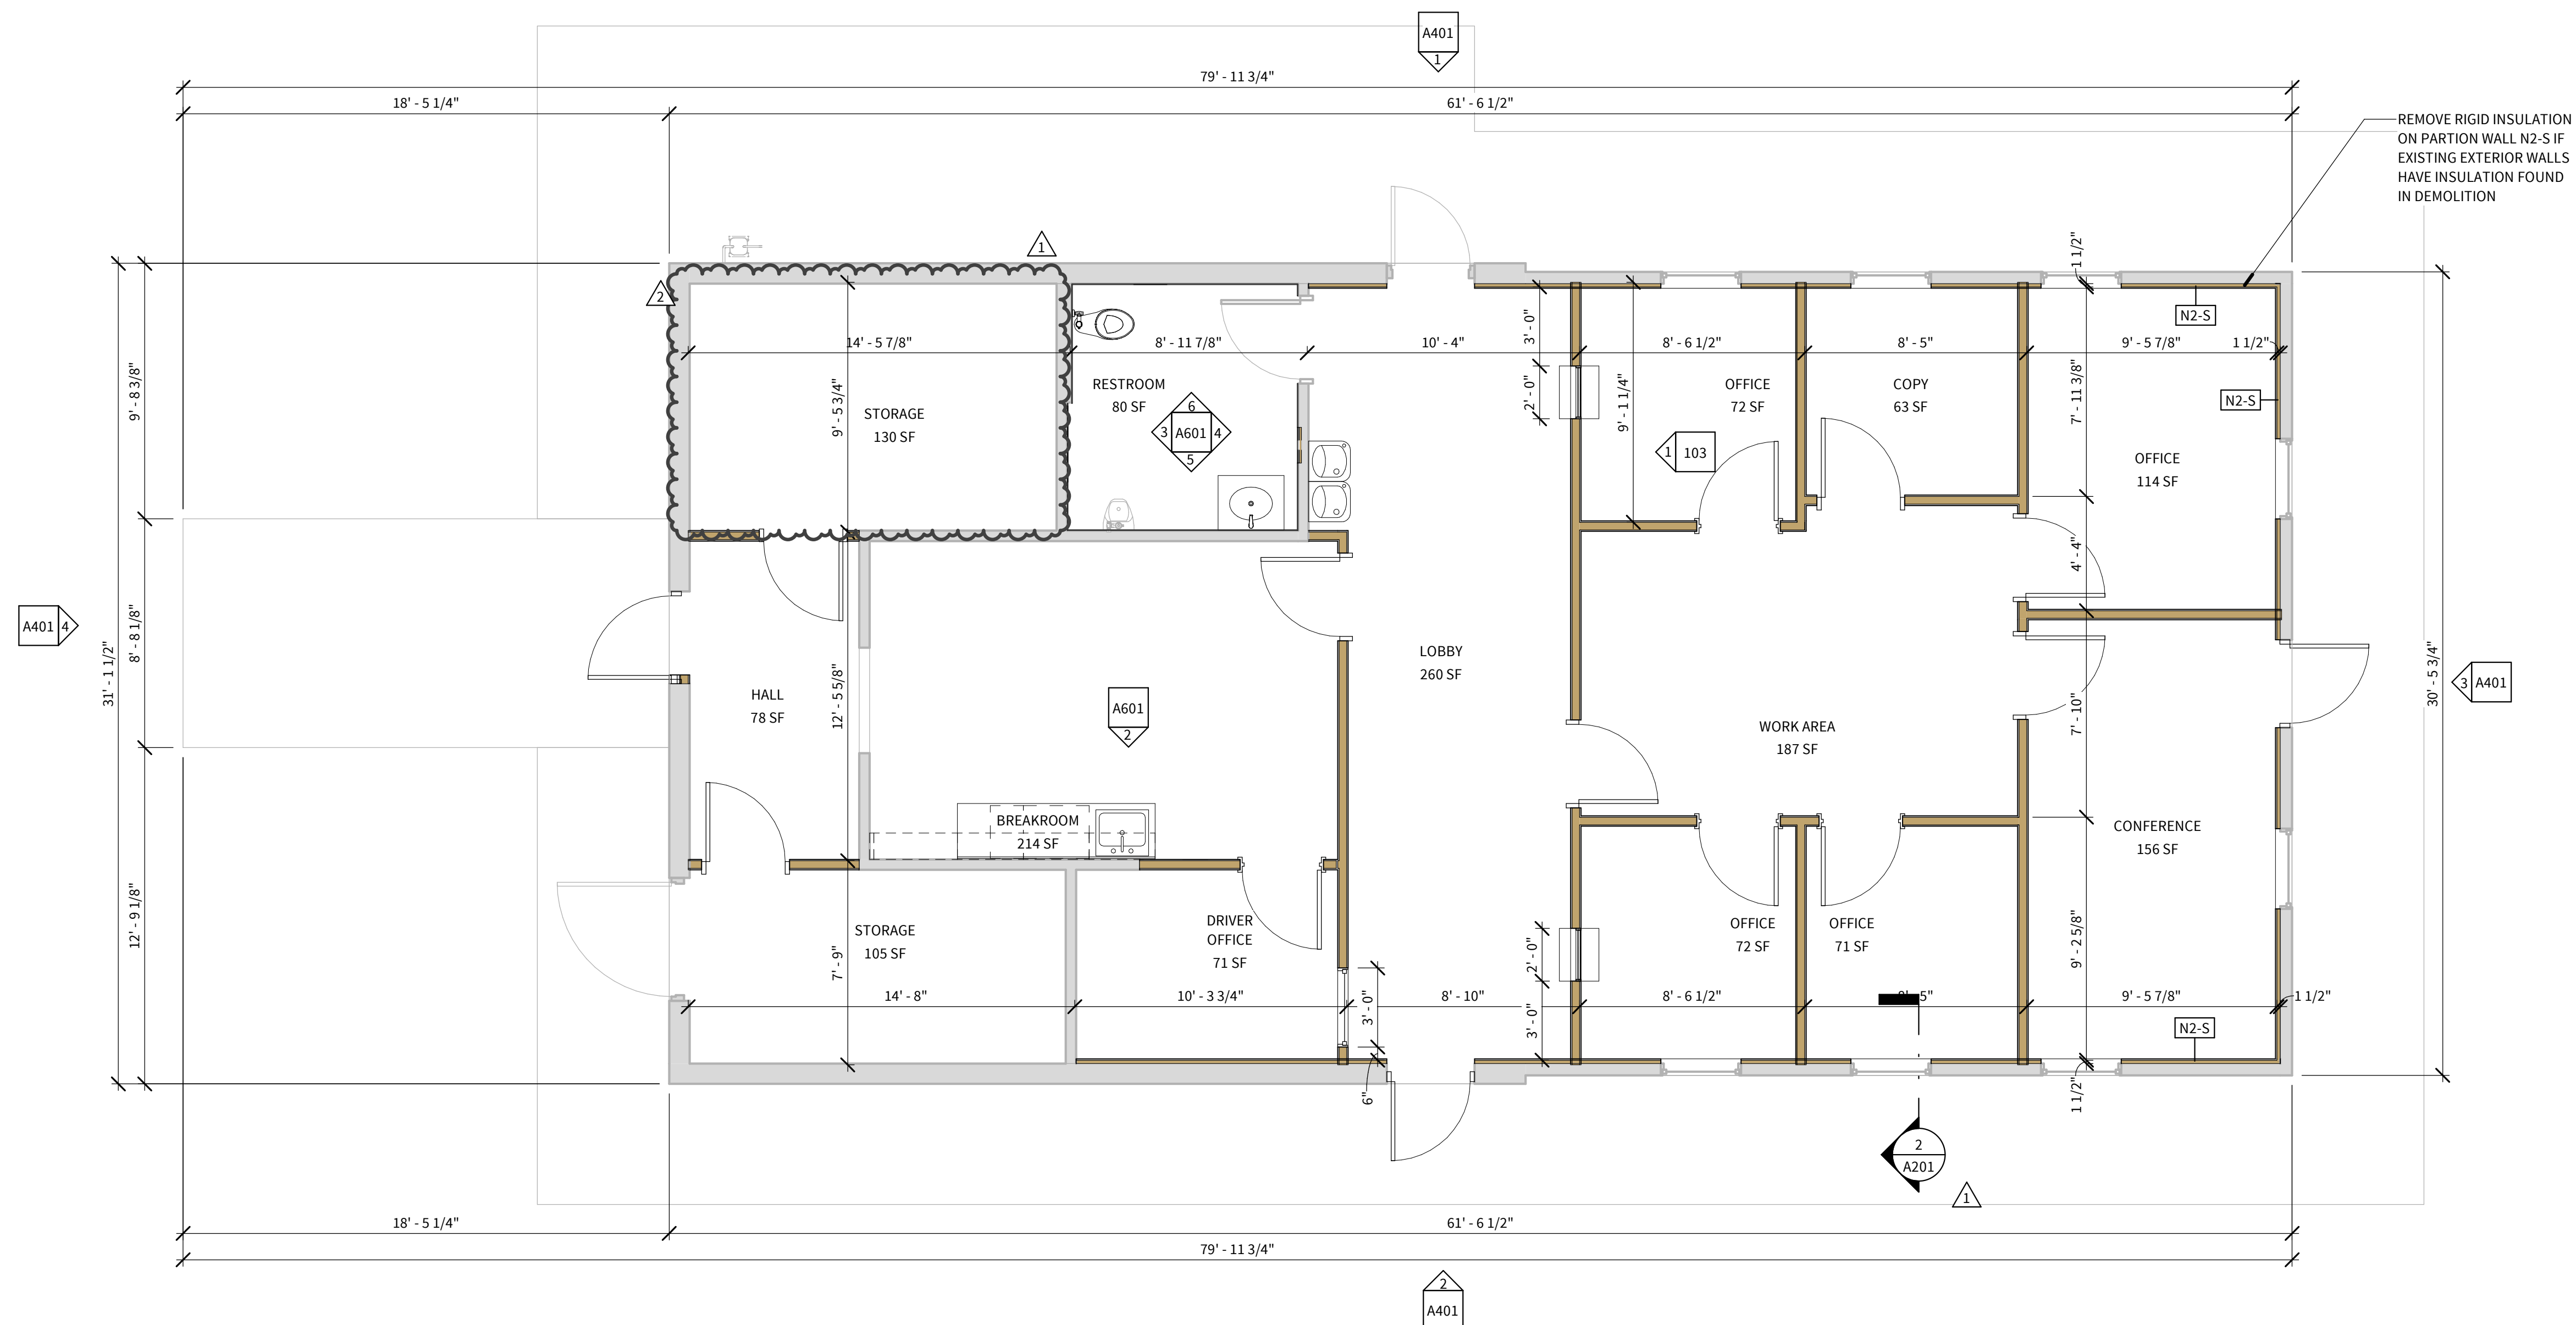 A401
1
79' - 11 3/4"
18' - 5 1/4"
61' - 6 1/2"
REMOVE RIGID INSULATION
ON PARTION WALL N2-S IF
EXISTING EXTERIOR WALLS
HAVE INSULATION FOUND
IN DEMOLITION
1
2
1 1/2"
N2-S
14' - 5 7/8"
8' - 11 7/8"
10' - 4"
8' - 6 1/2"
8' - 5"
9' - 5 7/8"
1 1/2"
3' - 0"
2' - 0"
9' - 1 1/4"
7' - 11 3/8"
9' - 8 3/8"
9' - 5 3/4"
STORAGE
130 SF
RESTROOM
80 SF
6
3
A601
4
5
OFFICE
72 SF
1
103
COPY
63 SF
N2-S
OFFICE
114 SF
4' - 4"
A401
4
31' - 1 1/2"
8' - 8 1/8"
HALL
78 SF
12' - 5 5/8"
A601
2
LOBBY
260 SF
WORK AREA
187 SF
7' - 10"
30' - 5 3/4"
3
A401
BREAKROOM
214 SF
CONFERENCE
156 SF
12' - 9 1/8"
STORAGE
105 SF
7' - 9"
DRIVER
OFFICE
71 SF
2' - 0"
OFFICE
72 SF
OFFICE
71 SF
9' - 2 5/8"
14' - 8"
10' - 3 3/4"
3' - 0"
8' - 10"
3' - 0"
8' - 6 1/2"
9' - 5 7/8"
1 1/2"
N2-S
6"
1 1/2"
2
A201
1
18' - 5 1/4"
61' - 6 1/2"
79' - 11 3/4"
2
A401